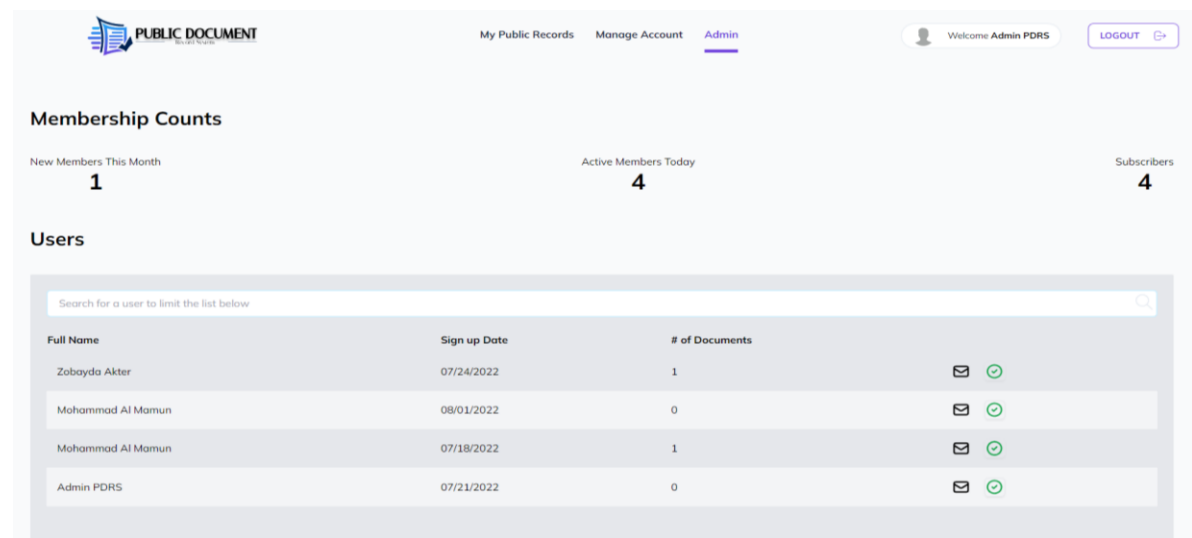 PUBLIC DOCUMENT
My Public Records Manage Account Admin Welcome Admin PDRS LOGOUT
Membership Counts
New Members This Month Active Members Today Subscribers
1 4 4
Users
Search for a user to limit the list below
Full Name Sign up Date # of Documents
Zobayda Akter 07/24/2022 1
Mohammad Al Mamun 08/01/2022 0
Mohammad Al Mamun 07/18/2022 1
Admin PDRS 07/21/2022 0